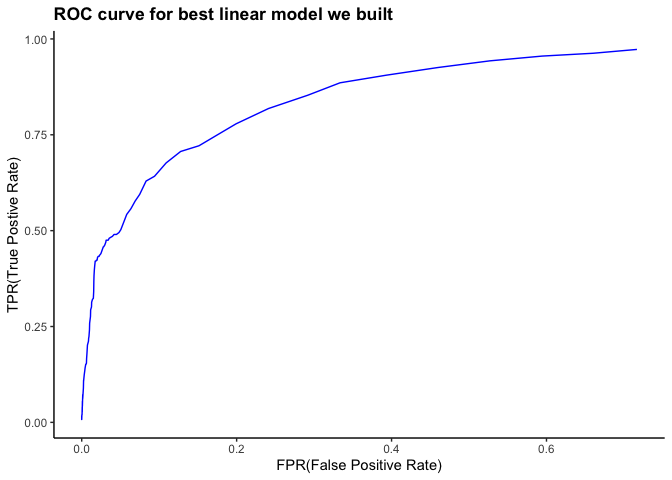 ROC curve for best linear model we built
1.00
0.75
0.50
0.25
0.00
TPR(True Postive Rate)
0.0 0.2 0.4 0.6
FPR(False Positive Rate)